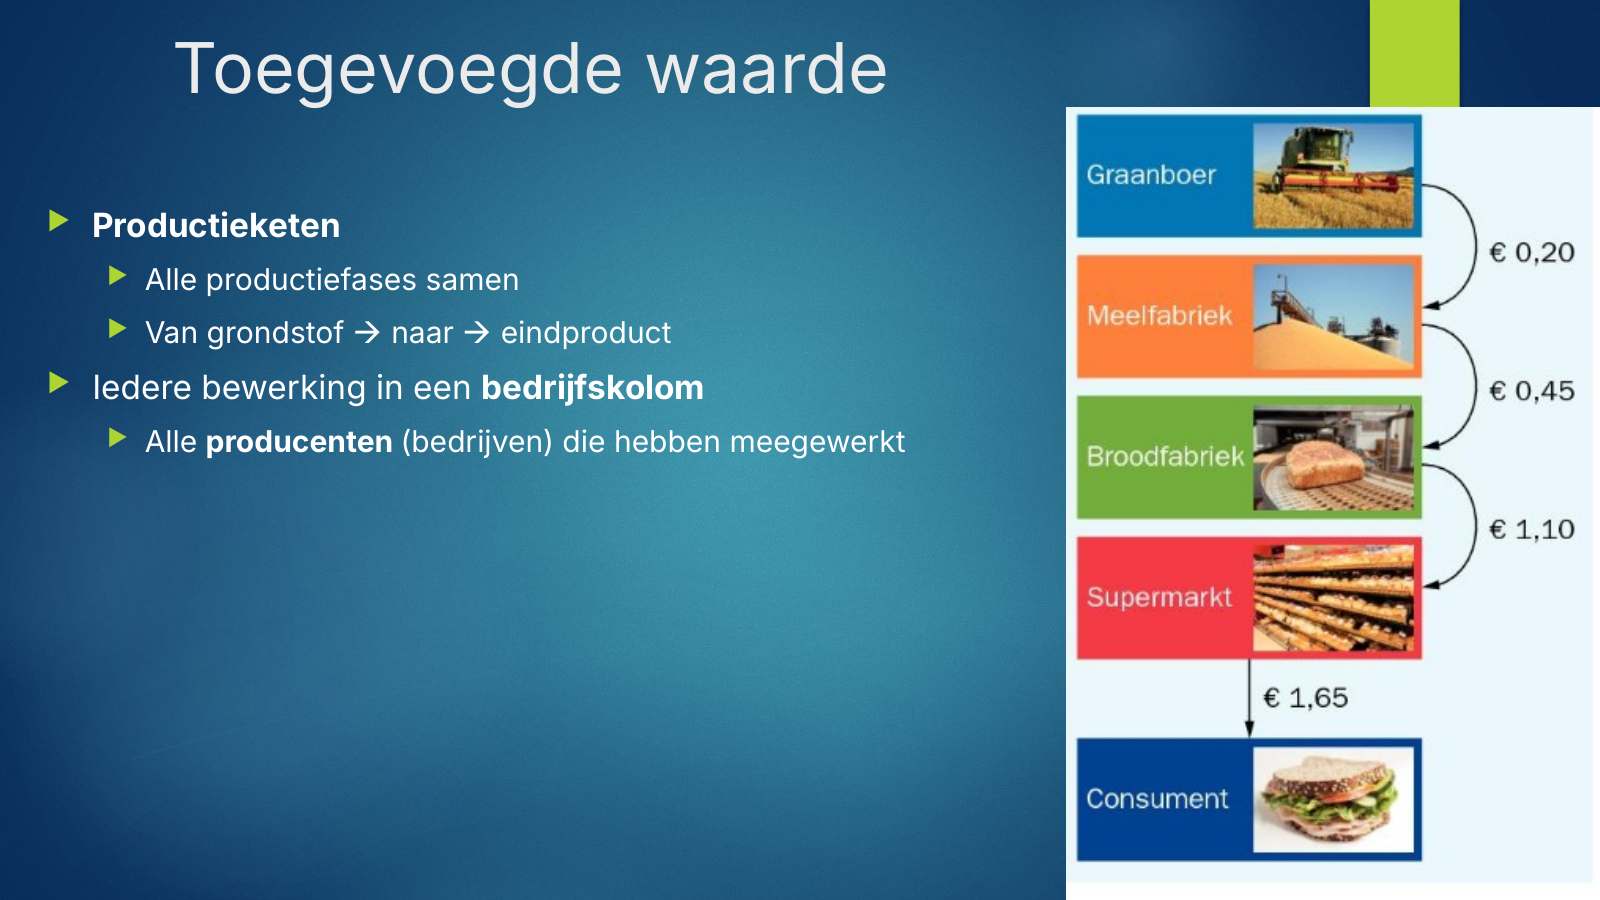 Toegevoegde waarde
Productieketen
Alle productiefases samen
Van grondstof → naar → eindproduct
Iedere bewerking in een bedrijfskolom
Alle producenten (bedrijven) die hebben meegewerkt
Graanboer
€ 0,20
Meelfabriek
€ 0,45
Broodfabriek
€ 1,10
Supermarkt
€ 1,65
Consument